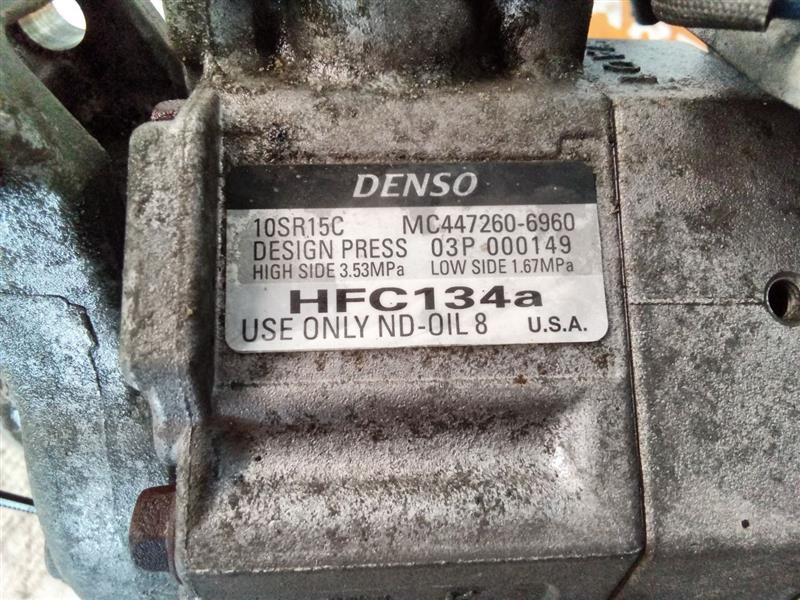 DENSO
10SR15C MC447260-6960
DESIGN PRESS 03P 000149
HIGH SIDE 3.53MPa LOW SIDE 1.67MPa
HFC134a
USE ONLY ND-OIL 8 U.S.A.